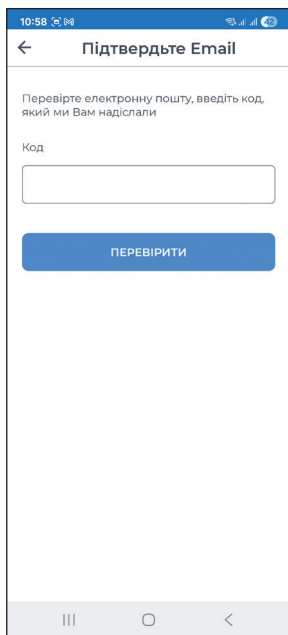 10:58
42
Підтвердьте Email
Перевірте електронну пошту, введіть код,
який ми Вам надіслали
Код
ПЕРЕВІРИТИ